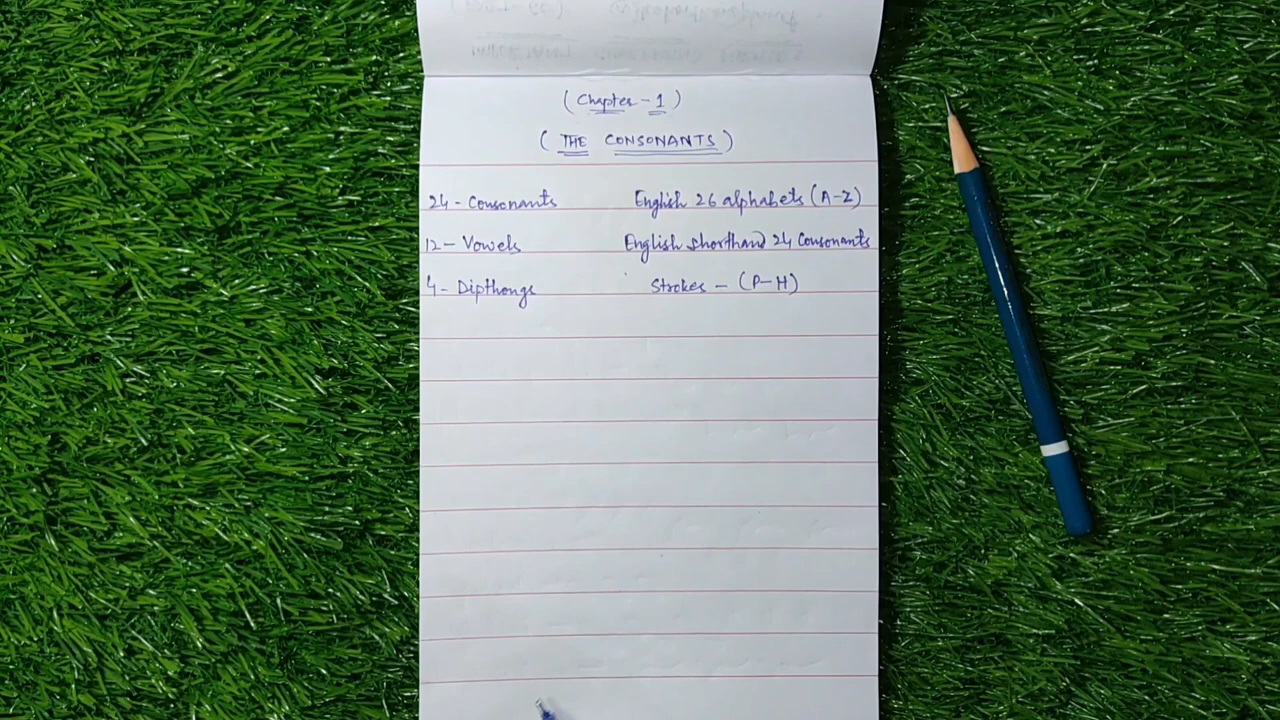 (Chapter - 1)
(THE CONSONANTS)
24 - Consonants English 26 alphabets (A-Z)
12 - Vowels English shorthand 24 Consonants
4 - Dipthongs Strokes - (P-H)